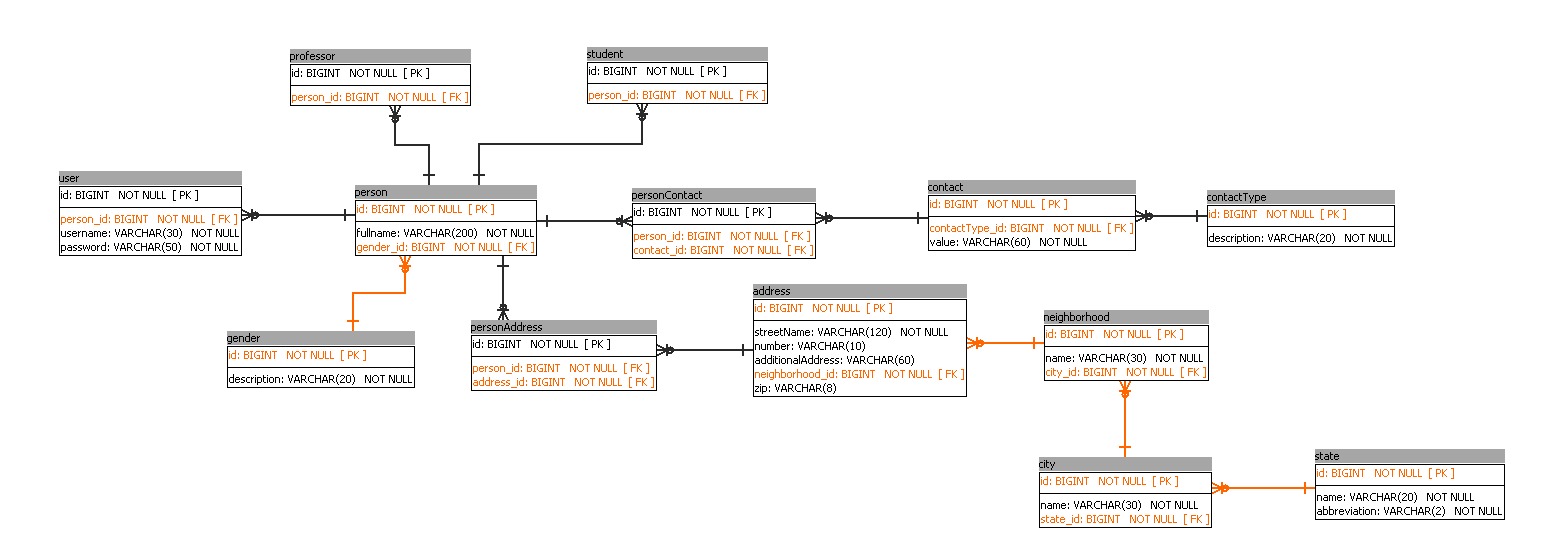 professor
id: BIGINT NOT NULL [ PK ]
person_id: BIGINT NOT NULL [ FK ]
student
id: BIGINT NOT NULL [ PK ]
person_id: BIGINT NOT NULL [ FK ]
user
id: BIGINT NOT NULL [ PK ]
person_id: BIGINT NOT NULL [ FK ]
username: VARCHAR(30) NOT NULL
password: VARCHAR(50) NOT NULL
person
id: BIGINT NOT NULL [ PK ]
fullname: VARCHAR(200) NOT NULL
gender_id: BIGINT NOT NULL [ FK ]
personContact
id: BIGINT NOT NULL [ PK ]
person_id: BIGINT NOT NULL [ FK ]
contact_id: BIGINT NOT NULL [ FK ]
contact
id: BIGINT NOT NULL [ PK ]
contactType_id: BIGINT NOT NULL [ FK ]
value: VARCHAR(60) NOT NULL
contactType
id: BIGINT NOT NULL [ PK ]
description: VARCHAR(20) NOT NULL
gender
id: BIGINT NOT NULL [ PK ]
description: VARCHAR(20) NOT NULL
personAddress
id: BIGINT NOT NULL [ PK ]
person_id: BIGINT NOT NULL [ FK ]
address_id: BIGINT NOT NULL [ FK ]
address
id: BIGINT NOT NULL [ PK ]
streetName: VARCHAR(120) NOT NULL
number: VARCHAR(10)
additionalAddress: VARCHAR(60)
neighborhood_id: BIGINT NOT NULL [ FK ]
zip: VARCHAR(8)
neighborhood
id: BIGINT NOT NULL [ PK ]
name: VARCHAR(30) NOT NULL
city_id: BIGINT NOT NULL [ FK ]
city
id: BIGINT NOT NULL [ PK ]
name: VARCHAR(30) NOT NULL
state_id: BIGINT NOT NULL [ FK ]
state
id: BIGINT NOT NULL [ PK ]
name: VARCHAR(20) NOT NULL
abbreviation: VARCHAR(2) NOT NULL